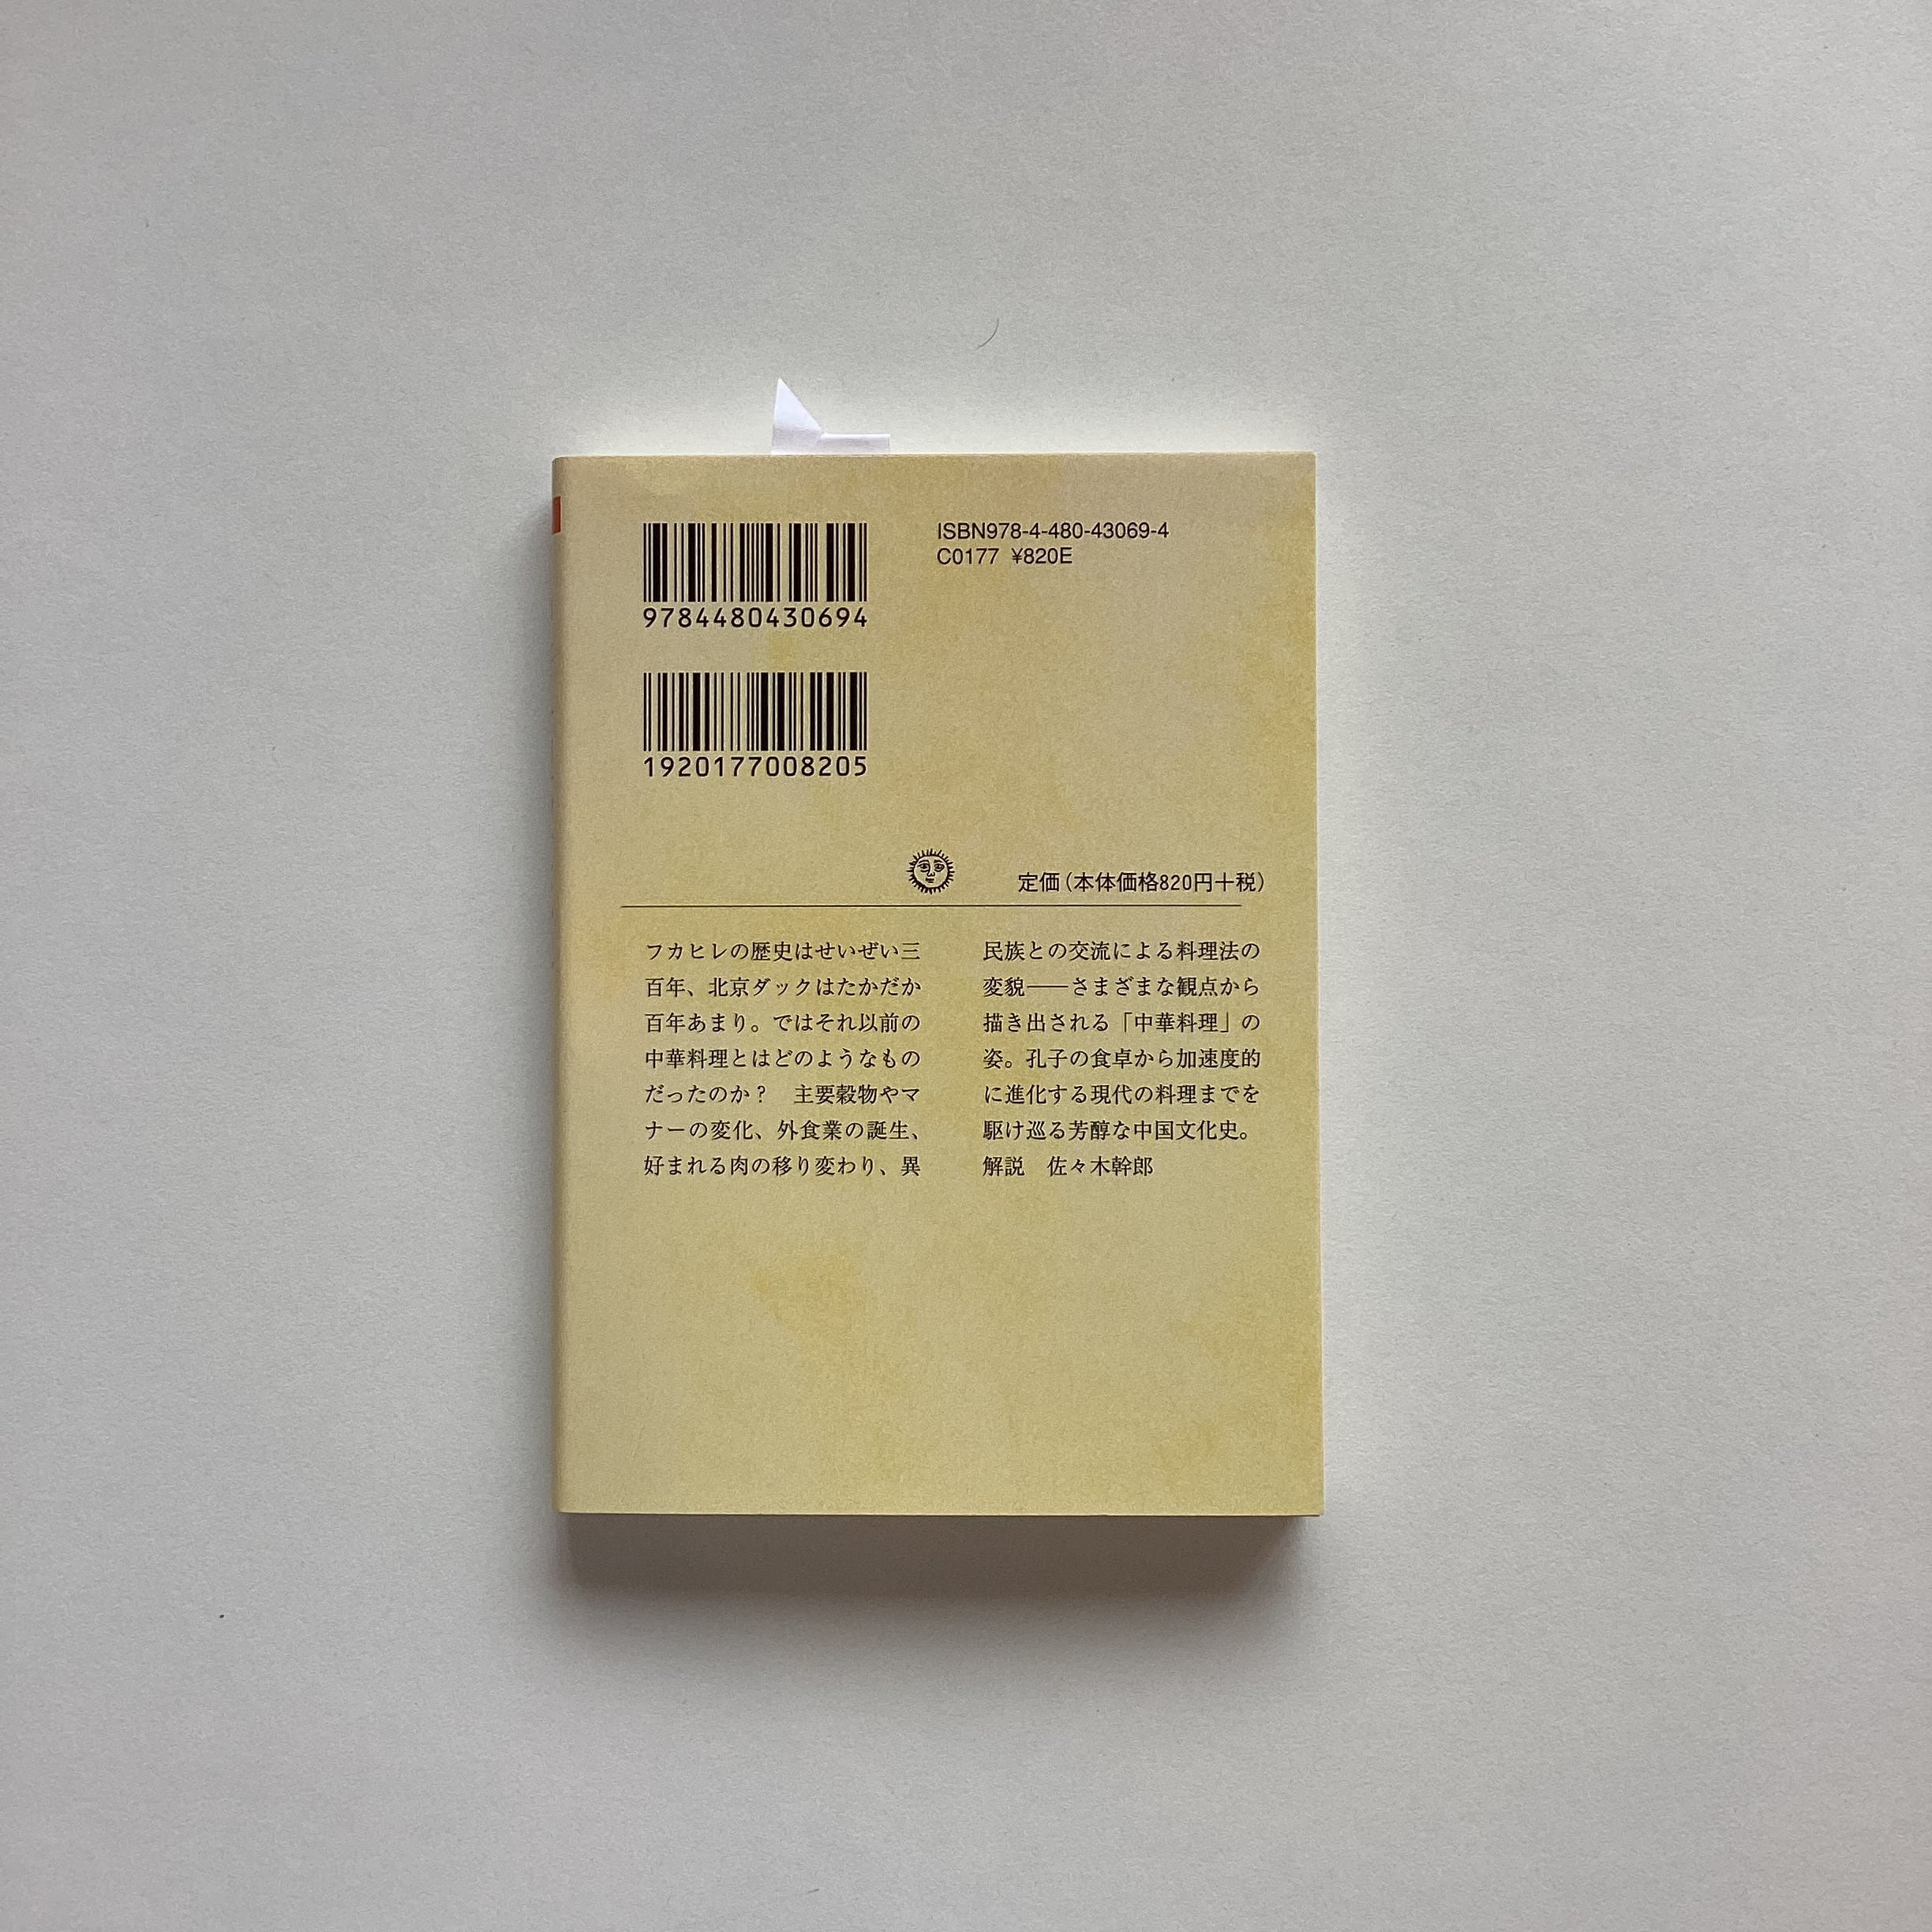 9784480430694
1920177008205
ISBN978-4-480-43069-4
C0177 ¥820E
定価(本体価格820円+税)
フカヒレの歴史はせいぜい三
百年、北京ダックはたかだか
百年あまり。ではそれ以前の
中華料理とはどのようなもの
だったのか？　主要穀物やマ
ナーの変化、外食業の誕生、
好まれる肉の移り変わり、異
民族との交流による料理法の
変貌――さまざまな観点から
描き出される「中華料理」の
姿。孔子の食卓から加速度的
に進化する現代の料理までを
駆け巡る芳醇な中国文化史。
解説　佐々木幹郎